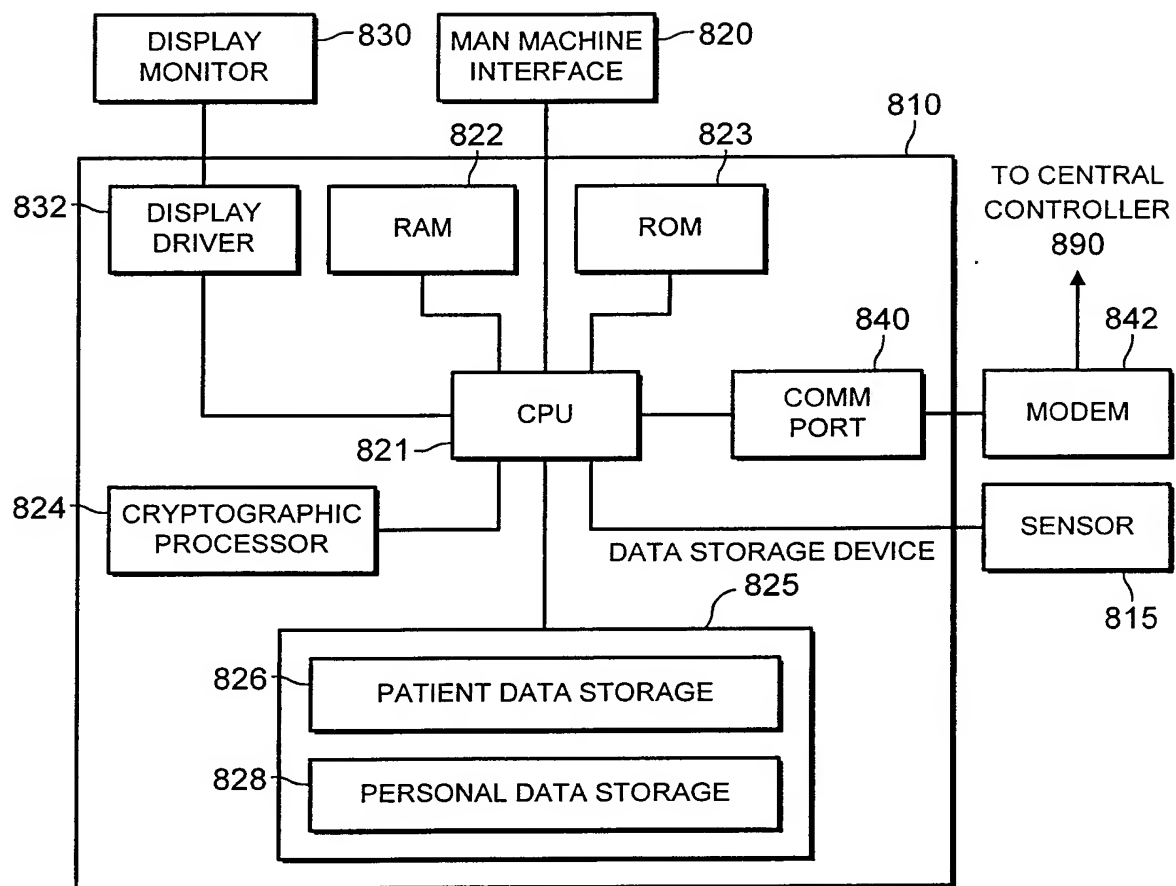 DISPLAY
MONITOR
830
MAN MACHINE
INTERFACE
820
810
822
823
TO CENTRAL
CONTROLLER
890
832
DISPLAY
DRIVER
RAM
ROM
840
842
CPU
821
COMM
PORT
MODEM
824
CRYPTOGRAPHIC
PROCESSOR
SENSOR
815
DATA STORAGE DEVICE
825
826
PATIENT DATA STORAGE
828
PERSONAL DATA STORAGE